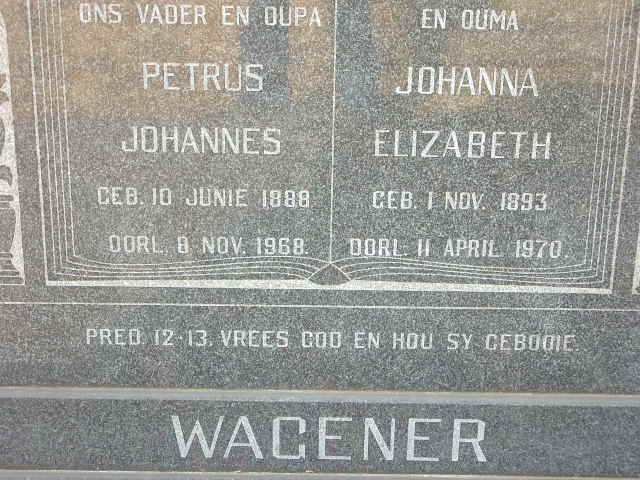 ONS VADER EN OUPA
PETRUS
JOHANNES
GEB. 10 JUNIE 1888
OORL. 8 NOV. 1968.
EN OUMA
JOHANNA
ELIZABETH
GEB. 1 NOV. 1893
OORL. 11 APRIL 1970.
PRED. 12-13. VREES GOD EN HOU SY GEBOOIE.
WAGENER